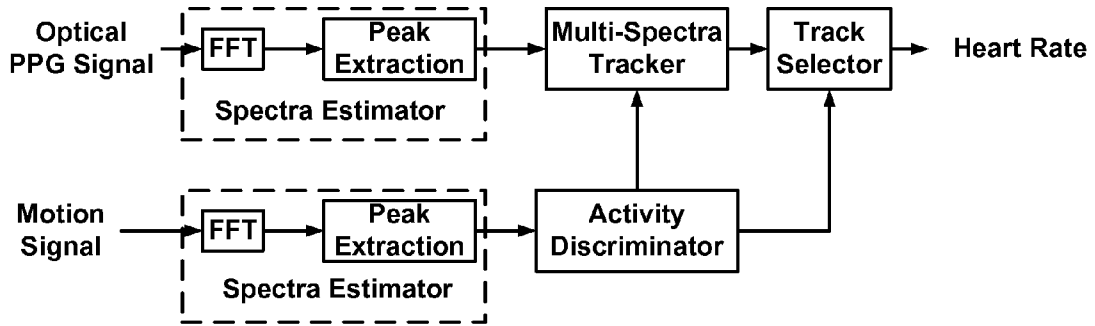 Optical
PPG Signal
FFT
Peak
Extraction
Spectra Estimator
Multi-Spectra
Tracker
Track
Selector
Heart Rate
Motion
Signal
FFT
Peak
Extraction
Spectra Estimator
Activity
Discriminator